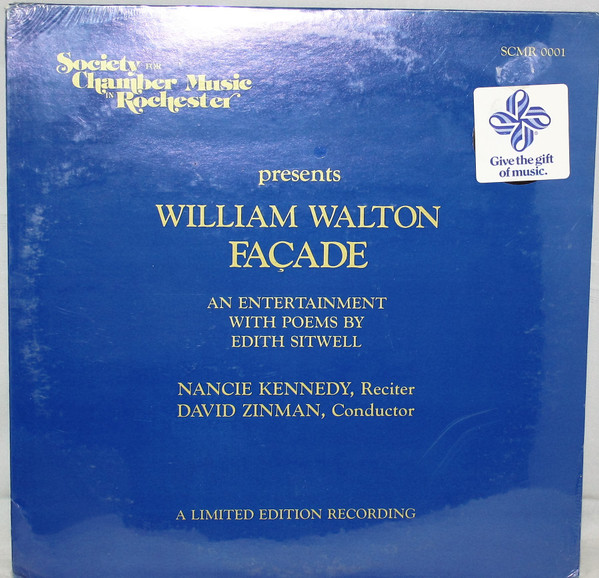 Society FOR
Chamber Music
IN Rochester
SCMR 0001
Give the gift
of music.
presents
WILLIAM WALTON
FAÇADE
AN ENTERTAINMENT
WITH POEMS BY
EDITH SITWELL
NANCIE KENNEDY, Reciter
DAVID ZINMAN, Conductor
A LIMITED EDITION RECORDING